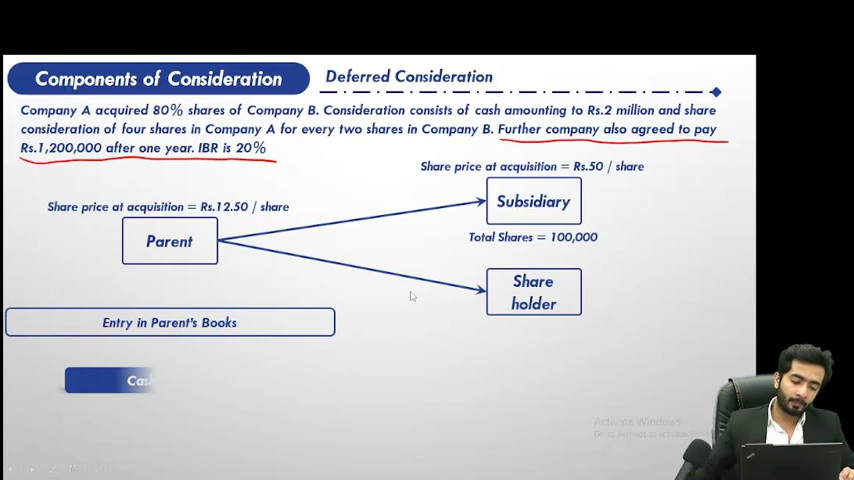 Components of Consideration
Deferred Consideration
Company A acquired 80% shares of Company B. Consideration consists of cash amounting to Rs.2 million and share
consideration of four shares in Company A for every two shares in Company B. Further company also agreed to pay
Rs.1,200,000 after one year. IBR is 20%
Share price at acquisition = Rs.50 / share
Share price at acquisition = Rs.12.50 / share
Subsidiary
Parent
Total Shares = 100,000
Share
holder
Entry in Parent's Books
Cas
Activate Windows
Go to Settings to activate